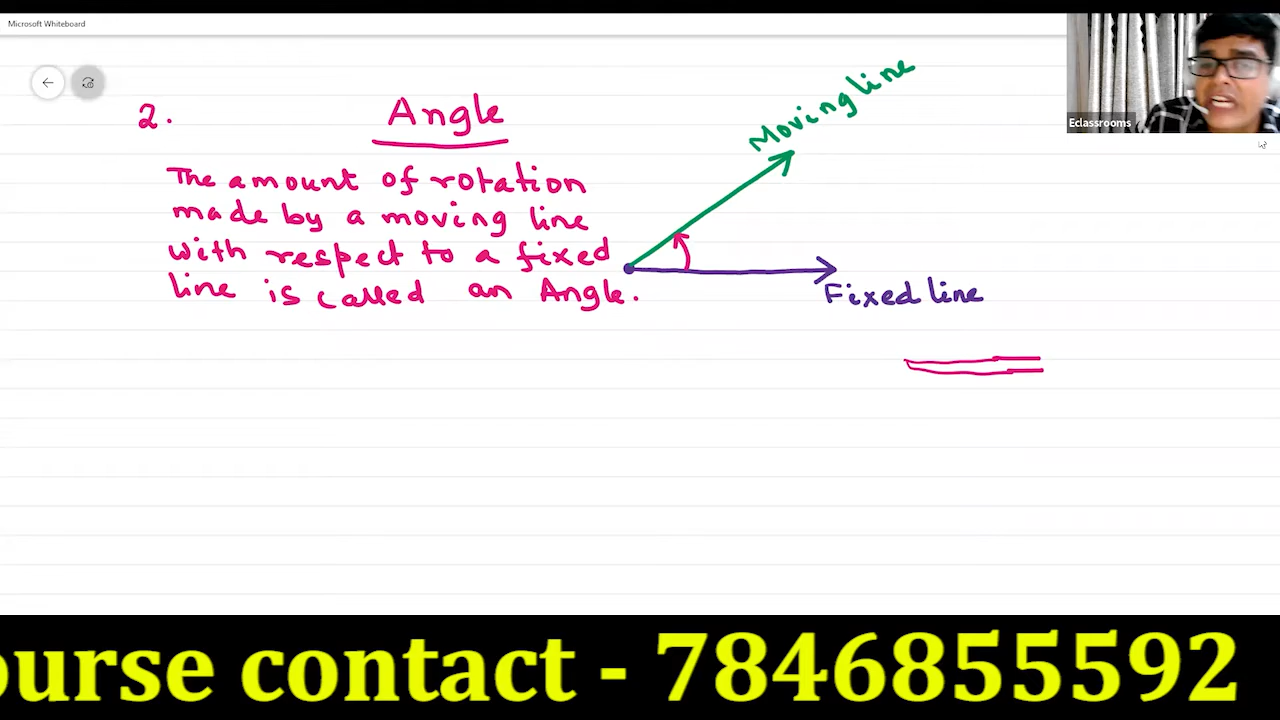 Microsoft Whiteboard
Eclassrooms
2.
Angle
The amount of rotation
made by a moving line
with respect to a fixed
line is called an Angle.
Moving line
Fixed line
ourse contact - 7846855592